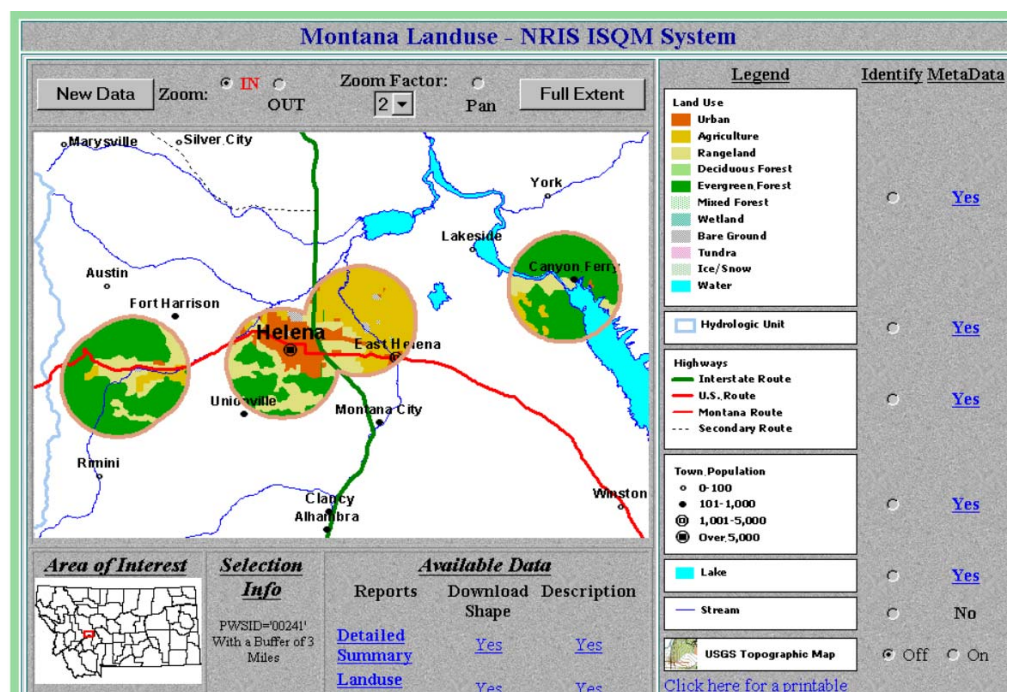 Montana Landuse - NRIS ISQM System
New Data
Zoom:
IN
OUT
Zoom Factor:
2
Pan
Full Extent
Marysville
Silver City
York
Lakeside
Canyon Ferry
Austin
Fort Harrison
Helena
East Helena
Unionville
Montana City
Rimini
Clancy
Alhambra
Winston
Legend
Identify
MetaData
Land Use
Urban
Agriculture
Rangeland
Deciduous Forest
Evergreen Forest
Mixed Forest
Wetland
Bare Ground
Tundra
Ice/Snow
Water
Yes
Hydrologic Unit
Yes
Highways
Interstate Route
U.S. Route
Montana Route
Secondary Route
Yes
Town Population
0-100
101-1,000
1,001-5,000
Over 5,000
Yes
Lake
Yes
Stream
No
USGS Topographic Map
Off
On
Click here for a printable
Area of Interest
Selection
Info
PWSID='00241'
With a Buffer of 3
Miles
Available Data
Reports
Download
Shape
Description
Detailed
Summary
Yes
Yes
Landuse
Yes
Yes